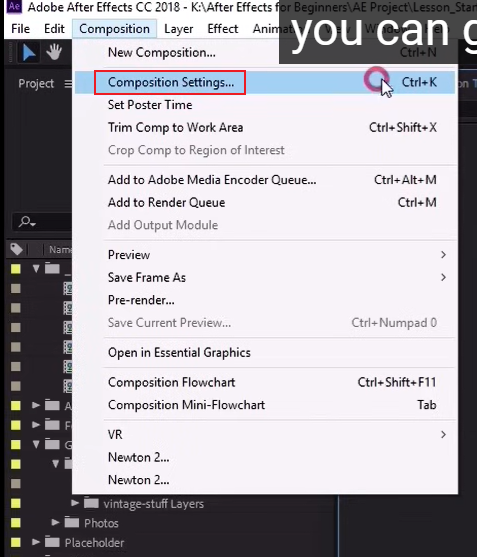 Ae Adobe After Effects CC 2018 - K:\After Effects for Beginners\AE Project\Lesson_Star
File Edit Composition Layer Effect Animat
you can g
New Composition... Ctrl+N
Project
Composition Settings... Ctrl+K
Set Poster Time
Trim Comp to Work Area Ctrl+Shift+X
Crop Comp to Region of Interest
Add to Adobe Media Encoder Queue... Ctrl+Alt+M
Add to Render Queue Ctrl+M
Add Output Module
Name
Preview
Save Frame As
Pre-render...
Save Current Preview... Ctrl+Numpad 0
Open in Essential Graphics
Composition Flowchart Ctrl+Shift+F11
Composition Mini-Flowchart Tab
VR
Newton 2...
Newton 2...
vintage-stuff Layers
Photos
Placeholder